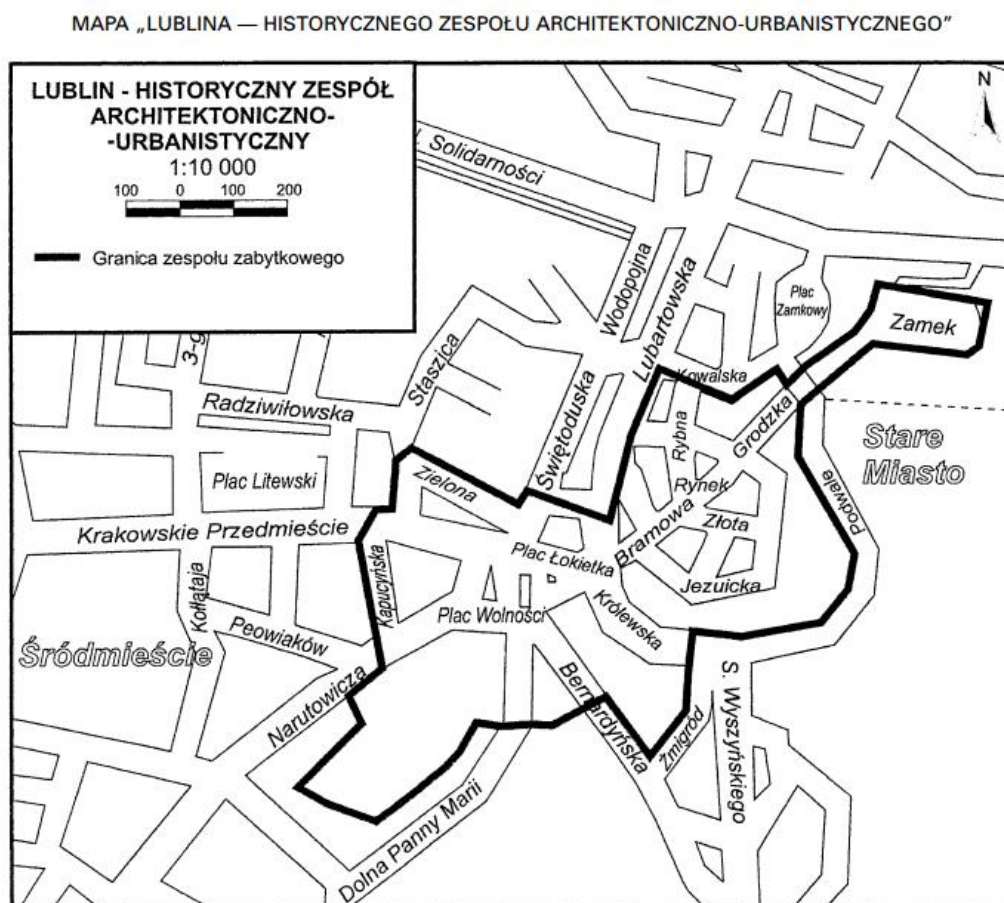 MAPA „LUBLINA — HISTORYCZNEGO ZESPOŁU ARCHITEKTONICZNO-URBANISTYCZNEGO”
LUBLIN - HISTORYCZNY ZESPÓŁ
ARCHITEKTONICZNO-
-URBANISTYCZNY
1:10 000
100 0 100 200
Granica zespołu zabytkowego
N
Solidarności
Wodopojna
Lubartowska
Plac
Zamkowy
Zamek
Staszica
Świętoduska
Kowalska
Radziwiłowska
Rybna
Grodzka
Stare
Miasto
Plac Litewski
Zielona
Rynek
Podwale
Krakowskie Przedmieście
Bramowa
Złota
Plac Łokietka
Kapucyńska
Jezuicka
Kołłątaja
Plac Wolności
Królewska
Peowiaków
Śródmieście
Narutowicza
Bernardyńska
S. Wyszyńskiego
Żmigród
Dolna Panny Marii